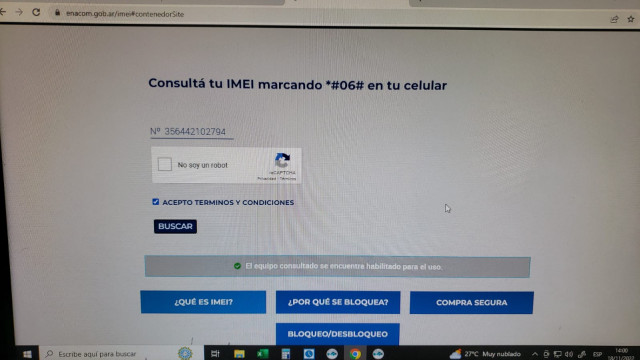 enacom.gob.ar/imei#contenedorSite
Consultá tu IMEI marcando *#06# en tu celular
Nº 356442102794
No soy un robot
reCAPTCHA
Privacidad - Términos
ACEPTO TERMINOS Y CONDICIONES
BUSCAR
El equipo consultado se encuentra habilitado para el uso.
¿QUÉ ES IMEI?
¿POR QUÉ SE BLOQUEA?
COMPRA SEGURA
BLOQUEO/DESBLOQUEO
Escribe aquí para buscar
27°C Muy nublado
ESP
14:00